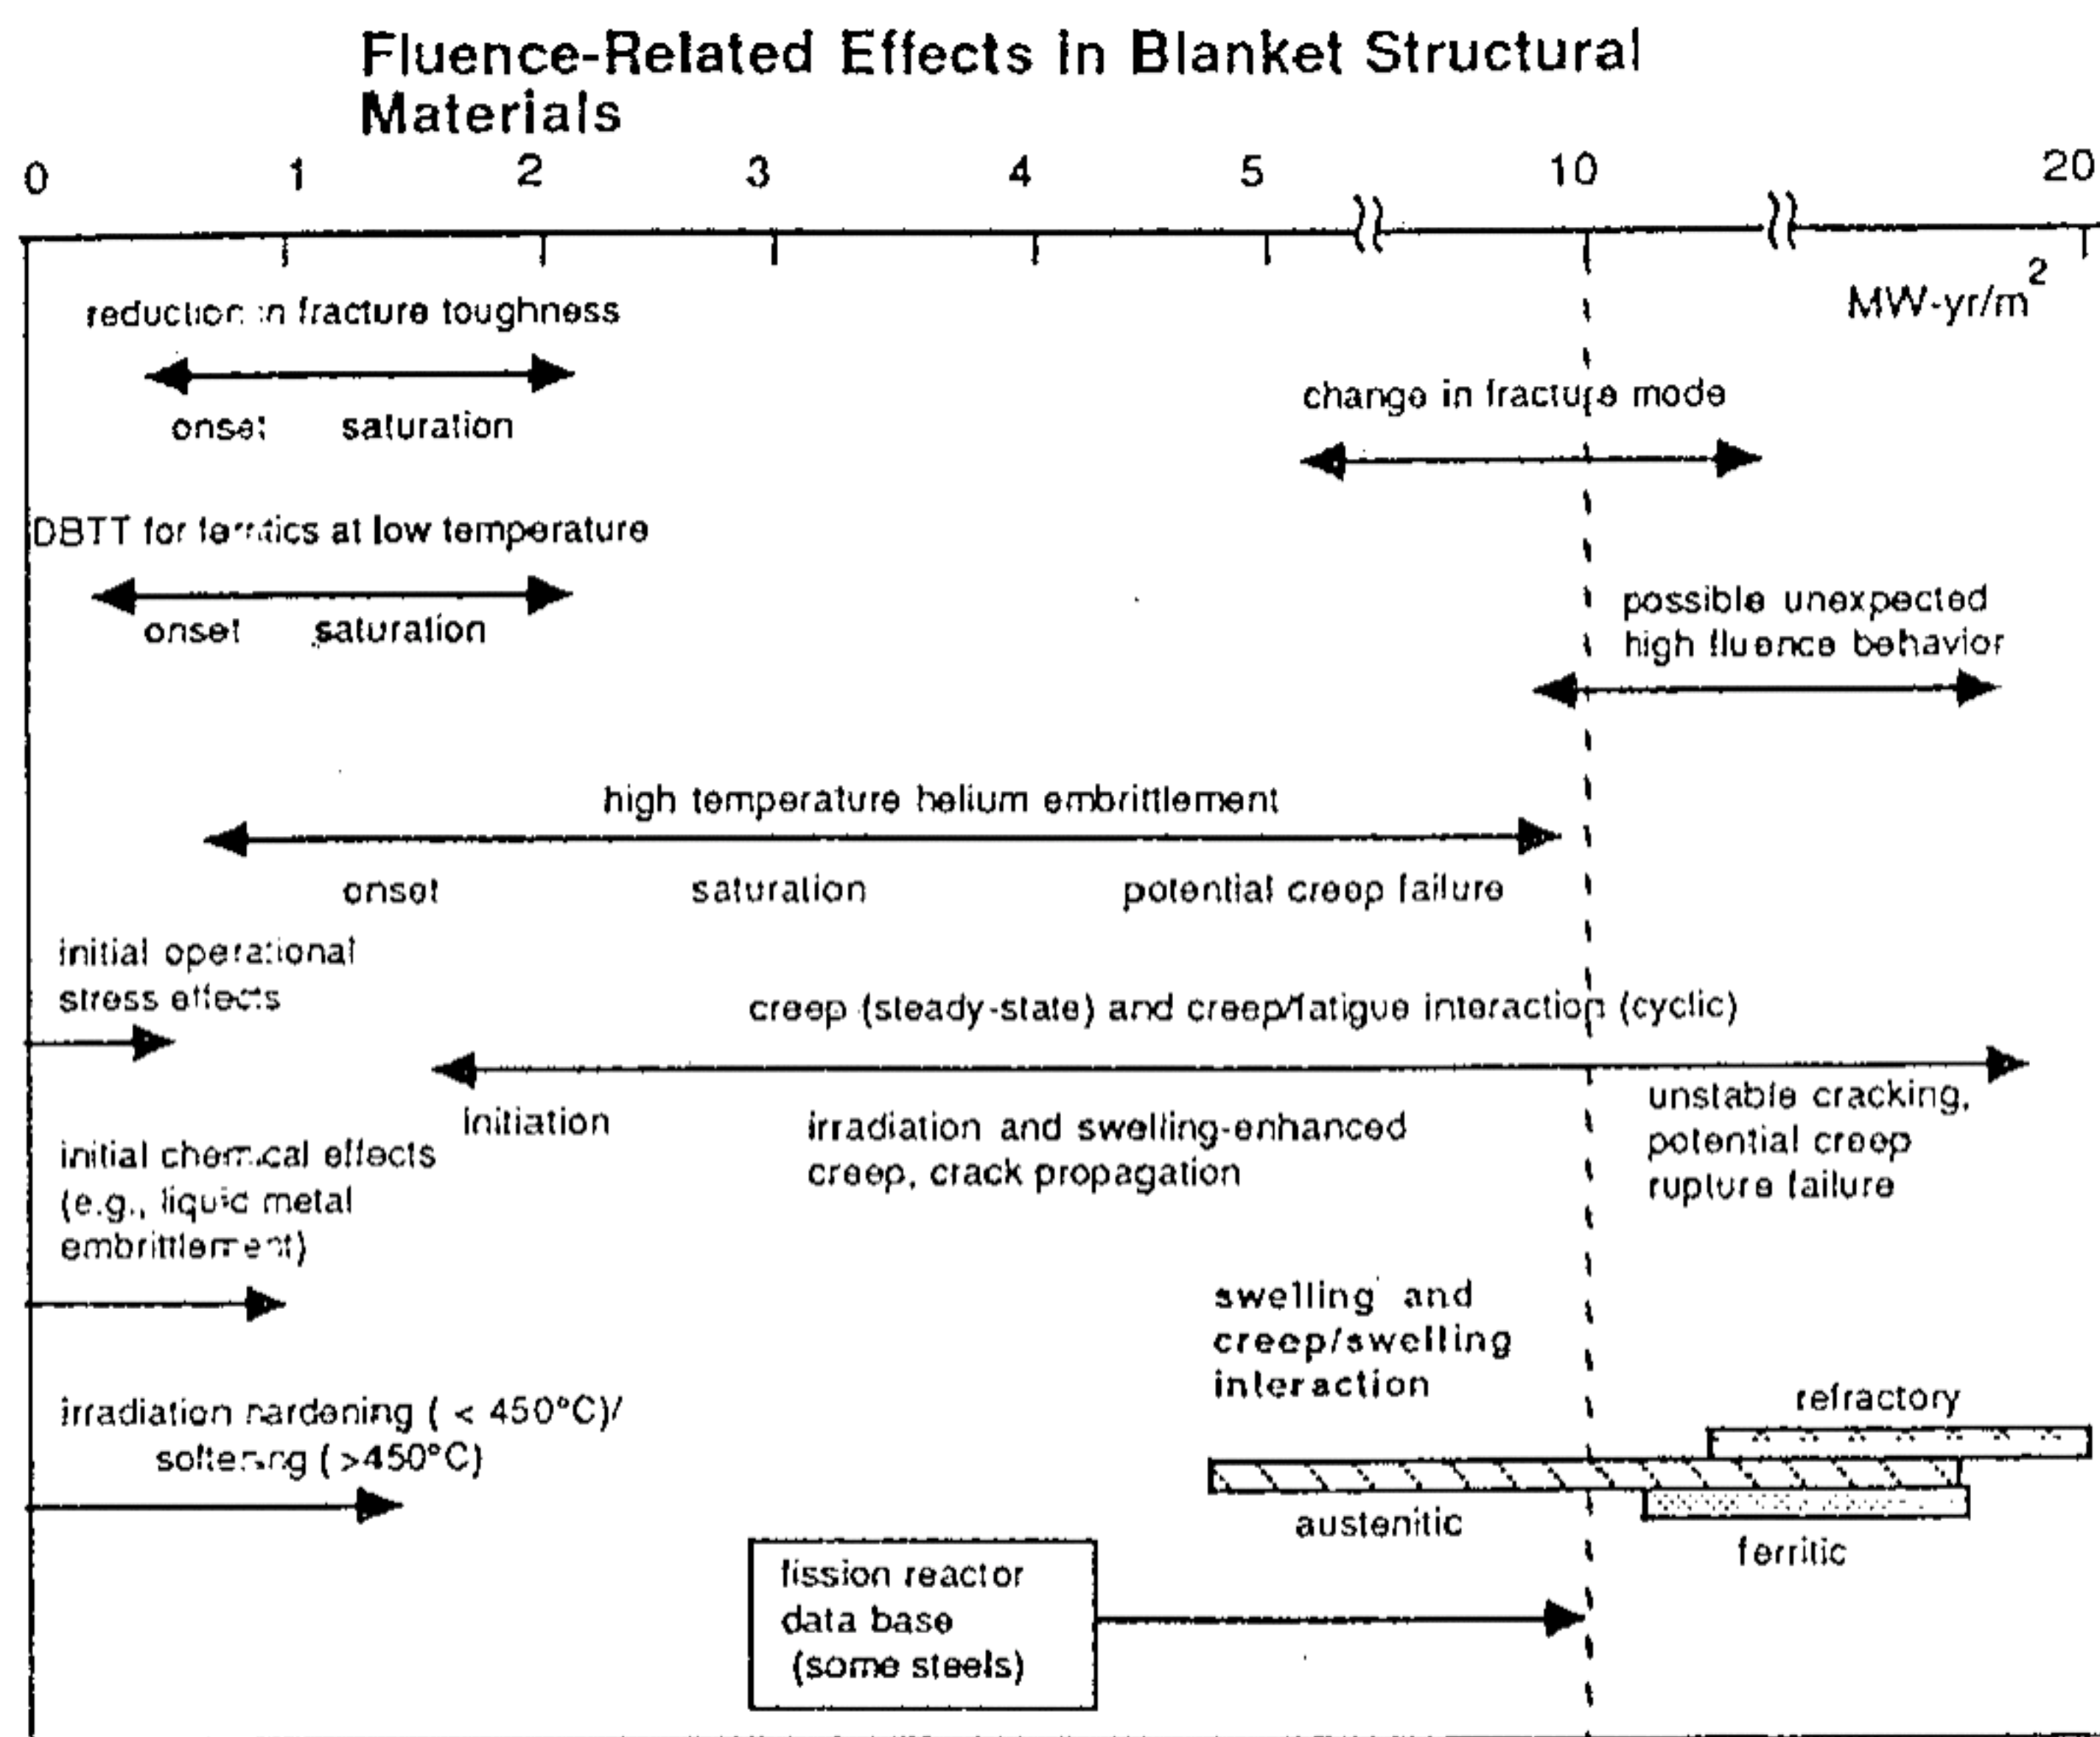 Fluence-Related Effects in Blanket Structural
Materials
0 1 2 3 4 5 10 20
MW-yr/m²
reduction in fracture toughness
onset saturation
change in fracture mode
DBTT for ferritics at low temperature
onset saturation
possible unexpected
high fluence behavior
high temperature helium embrittlement
onset saturation potential creep failure
initial operational
stress effects
creep (steady-state) and creep/fatigue interaction (cyclic)
initiation
irradiation and swelling-enhanced
creep, crack propagation
unstable cracking,
potential creep
rupture failure
initial chemical effects
(e.g., liquid metal
embrittlement)
swelling and
creep/swelling
interaction
irradiation hardening ( < 450°C)/
softening ( >450°C)
refractory
austenitic
ferritic
fission reactor
data base
(some steels)